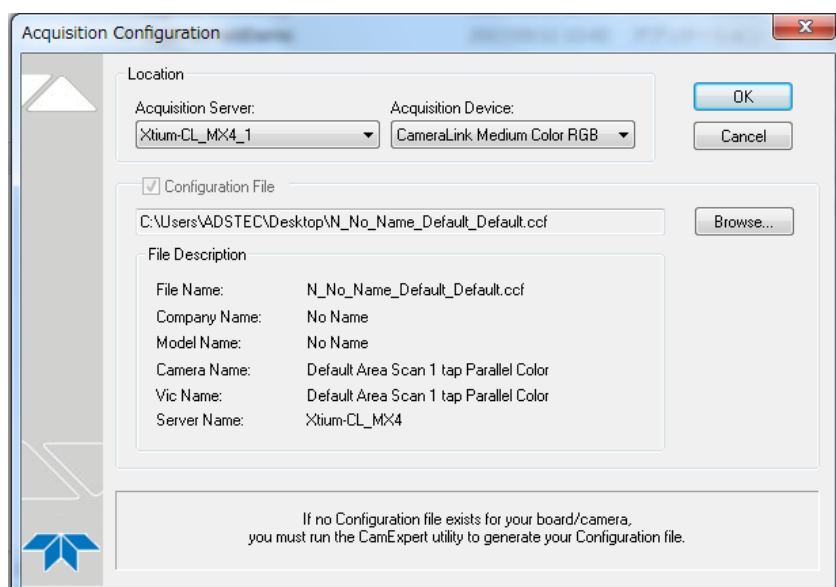 Acquisition Configuration
Location
Acquisition Server:
Acquisition Device:
Xtium-CL_MX4_1
CameraLink Medium Color RGB
OK
Cancel
Configuration File
C:\Users\ADSTEC\Desktop\N_No_Name_Default_Default.ccf
Browse...
File Description
File Name: N_No_Name_Default_Default.ccf
Company Name: No Name
Model Name: No Name
Camera Name: Default Area Scan 1 tap Parallel Color
Vic Name: Default Area Scan 1 tap Parallel Color
Server Name: Xtium-CL_MX4
If no Configuration file exists for your board/camera,
you must run the CamExpert utility to generate your Configuration file.